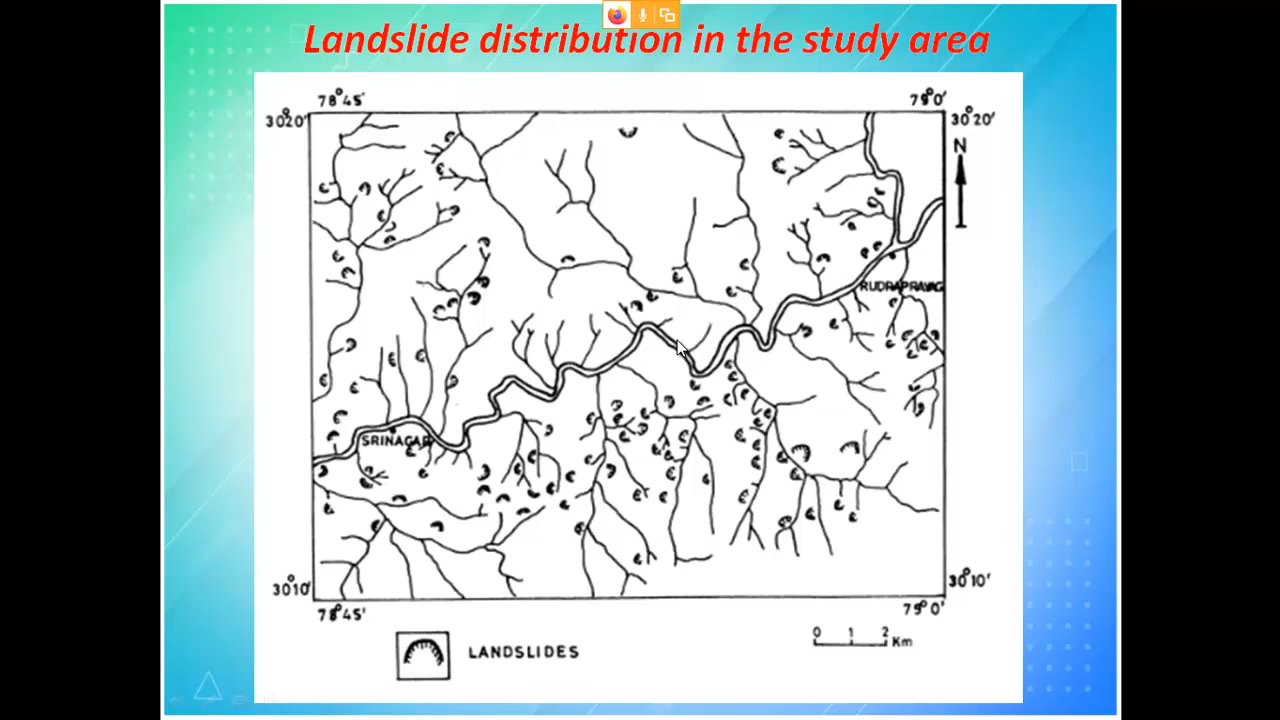 Landslide distribution in the study area
78°45'
79°0'
30°20'
30°20'
N
RUDRAPRAYAG
SRINAGAR
30°10'
30°10'
78°45'
79°0'
LANDSLIDES
0 1 2 Km